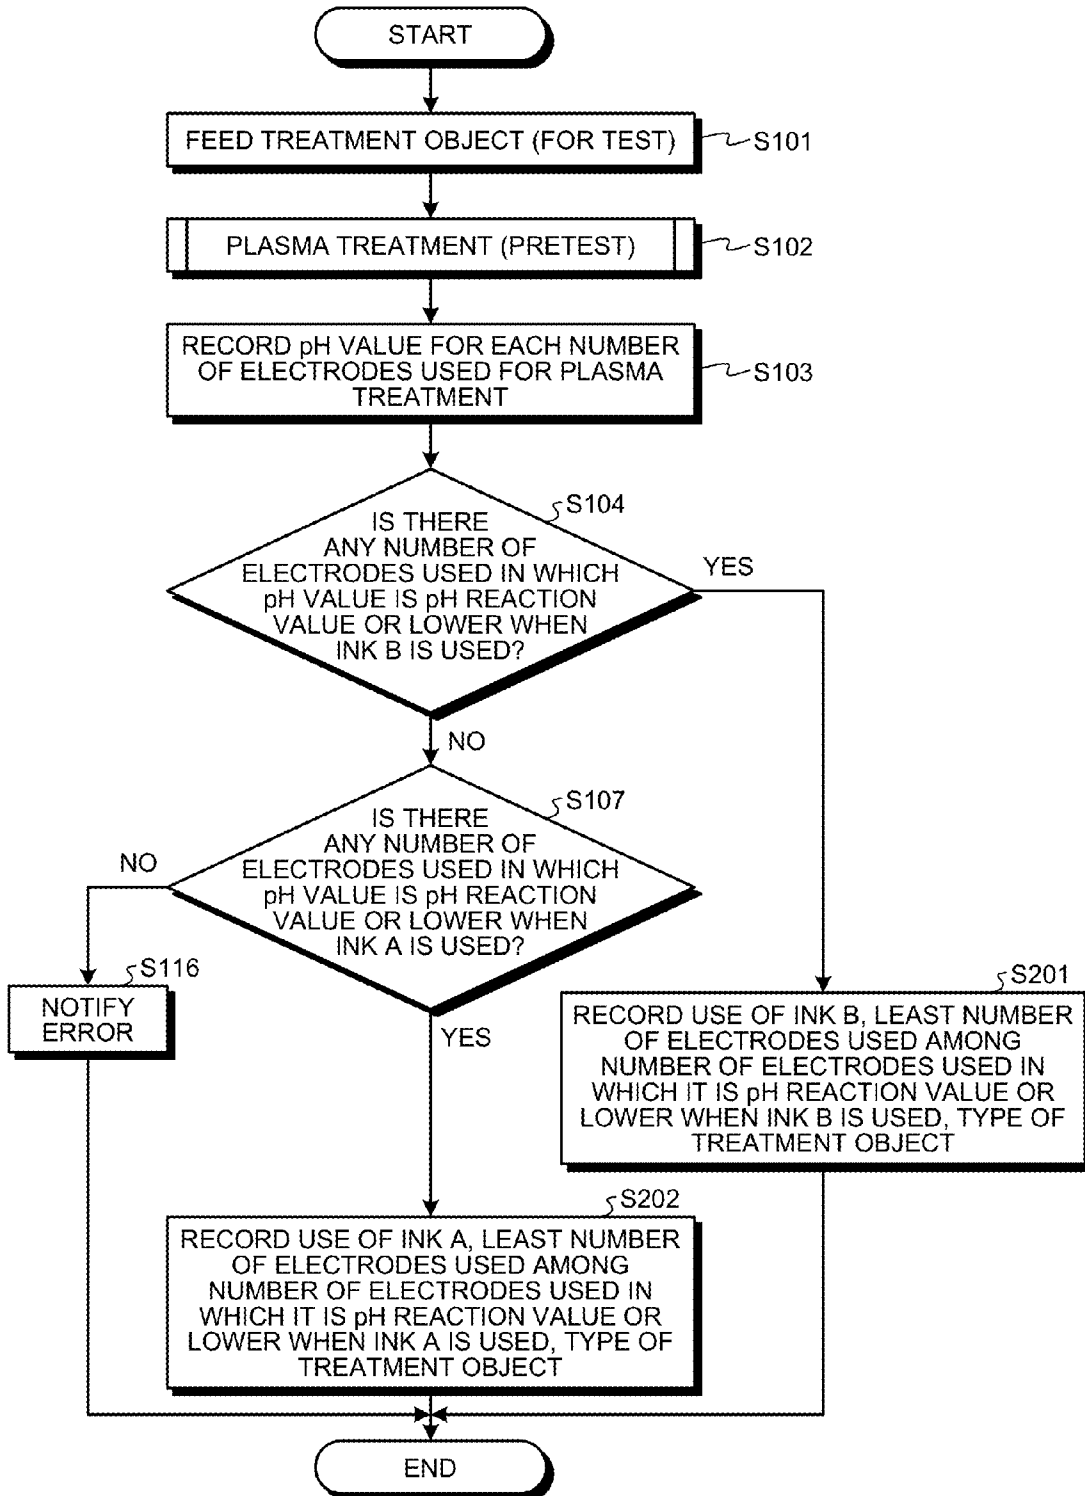 START
FEED TREATMENT OBJECT (FOR TEST)
S101
PLASMA TREATMENT (PRETEST)
S102
RECORD pH VALUE FOR EACH NUMBER
OF ELECTRODES USED FOR PLASMA
TREATMENT
S103
S104
IS THERE
ANY NUMBER OF
ELECTRODES USED IN WHICH
pH VALUE IS pH REACTION
VALUE OR LOWER WHEN
INK B IS USED?
YES
NO
S107
IS THERE
ANY NUMBER OF
ELECTRODES USED IN WHICH
pH VALUE IS pH REACTION
VALUE OR LOWER WHEN
INK A IS USED?
NO
YES
S116
NOTIFY
ERROR
S201
RECORD USE OF INK B, LEAST NUMBER
OF ELECTRODES USED AMONG
NUMBER OF ELECTRODES USED IN
WHICH IT IS pH REACTION VALUE OR
LOWER WHEN INK B IS USED, TYPE OF
TREATMENT OBJECT
S202
RECORD USE OF INK A, LEAST NUMBER
OF ELECTRODES USED AMONG
NUMBER OF ELECTRODES USED IN
WHICH IT IS pH REACTION VALUE OR
LOWER WHEN INK A IS USED, TYPE OF
TREATMENT OBJECT
END